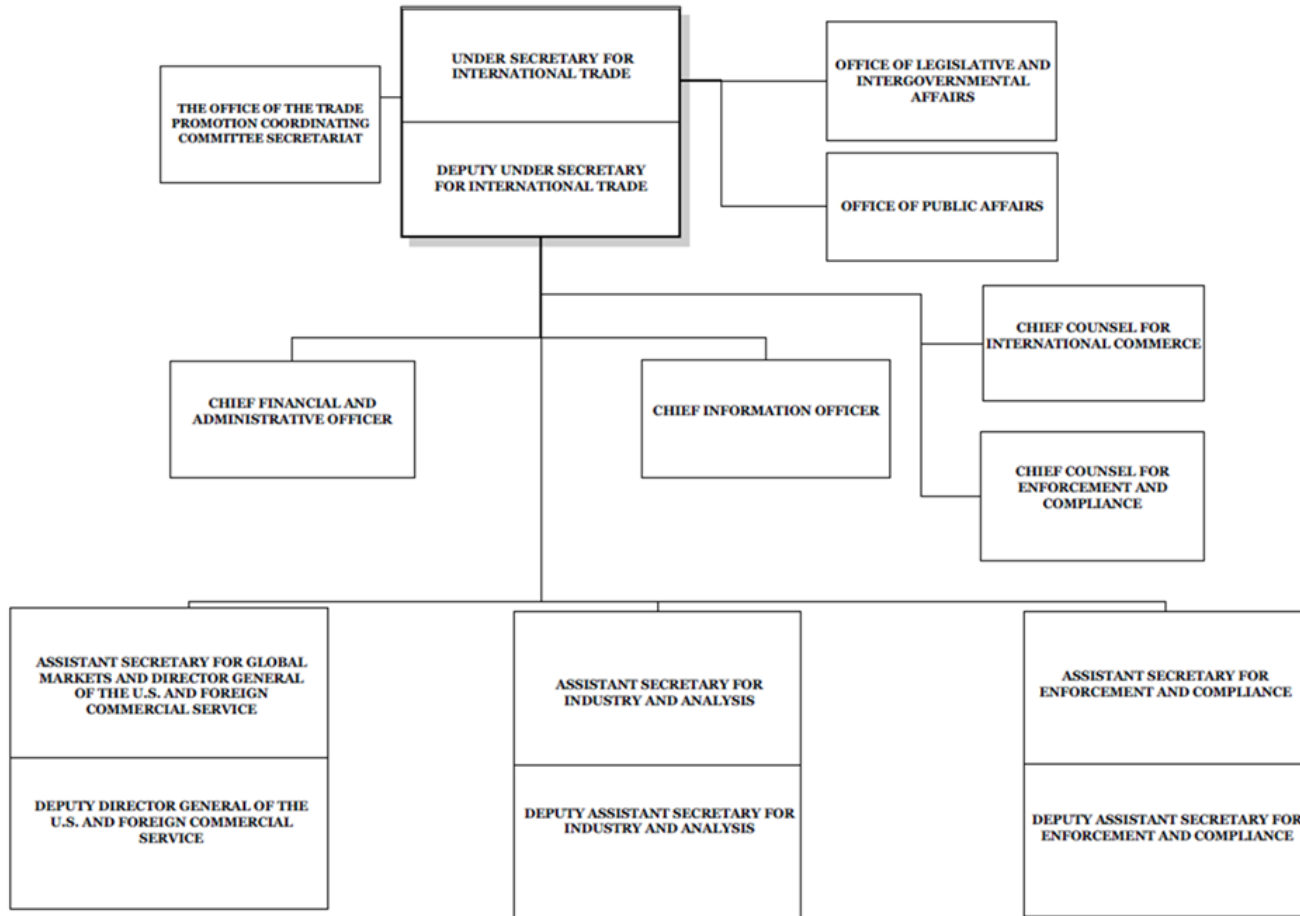 UNDER SECRETARY FOR
INTERNATIONAL TRADE
OFFICE OF LEGISLATIVE AND
INTERGOVERNMENTAL
AFFAIRS
THE OFFICE OF THE TRADE
PROMOTION COORDINATING
COMMITTEE SECRETARIAT
DEPUTY UNDER SECRETARY
FOR INTERNATIONAL TRADE
OFFICE OF PUBLIC AFFAIRS
CHIEF COUNSEL FOR
INTERNATIONAL COMMERCE
CHIEF FINANCIAL AND
ADMINISTRATIVE OFFICER
CHIEF INFORMATION OFFICER
CHIEF COUNSEL FOR
ENFORCEMENT AND
COMPLIANCE
ASSISTANT SECRETARY FOR GLOBAL
MARKETS AND DIRECTOR GENERAL
OF THE U.S. AND FOREIGN
COMMERCIAL SERVICE
ASSISTANT SECRETARY FOR
INDUSTRY AND ANALYSIS
ASSISTANT SECRETARY FOR
ENFORCEMENT AND COMPLIANCE
DEPUTY DIRECTOR GENERAL OF THE
U.S. AND FOREIGN COMMERCIAL
SERVICE
DEPUTY ASSISTANT SECRETARY FOR
INDUSTRY AND ANALYSIS
DEPUTY ASSISTANT SECRETARY FOR
ENFORCEMENT AND COMPLIANCE